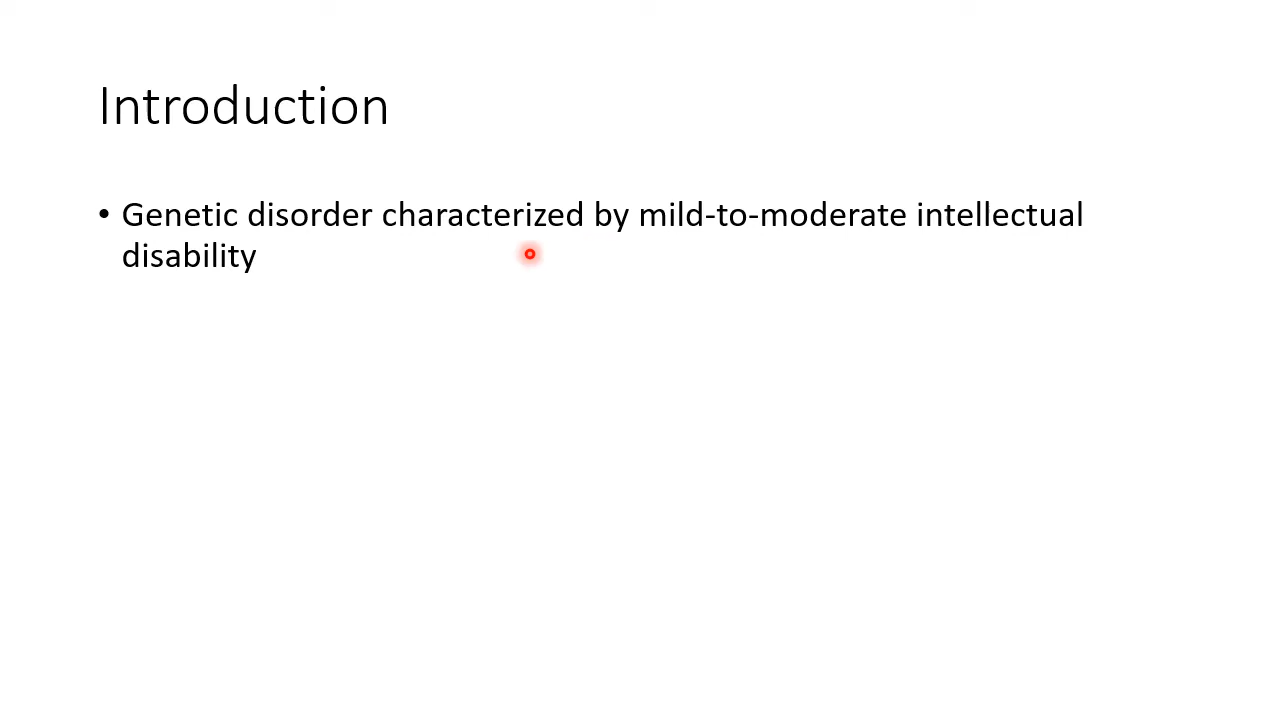 Introduction
• Genetic disorder characterized by mild-to-moderate intellectual
disability